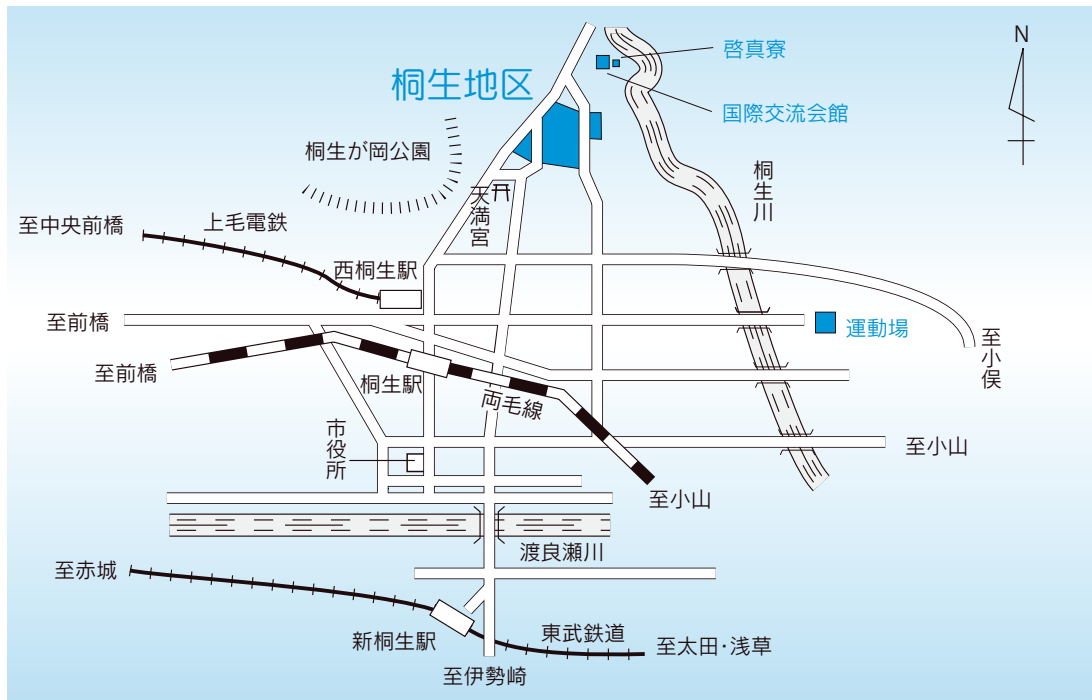 N
啓真寮
桐生地区
国際交流会館
桐生が岡公園
桐生川
天満宮
上毛電鉄
至中央前橋
西桐生駅
至前橋
運動場
至小俣
至前橋
桐生駅
両毛線
市役所
至小山
至小山
渡良瀬川
至赤城
新桐生駅
東武鉄道
至太田・浅草
至伊勢崎